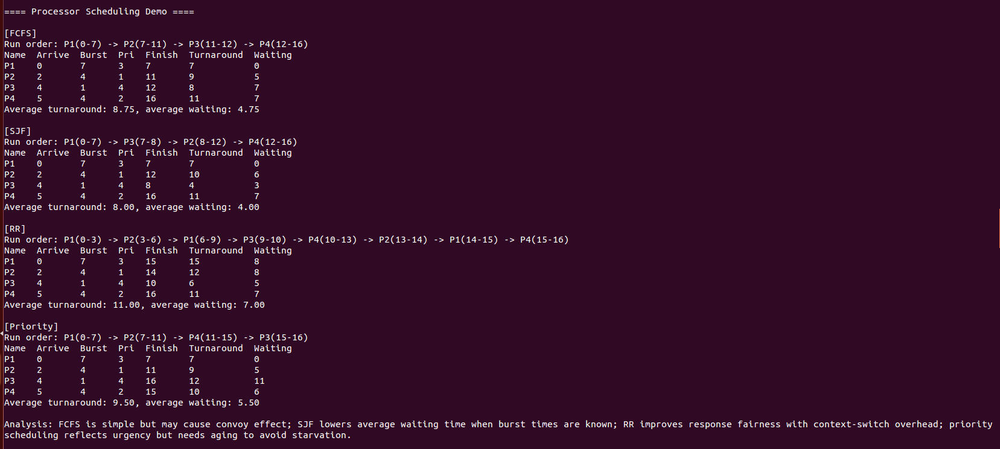 ==== Processor Scheduling Demo ====
[FCFS]
Run order: P1(0-7) -> P2(7-11) -> P3(11-12) -> P4(12-16)
Name  Arrive  Burst  Pri  Finish  Turnaround  Waiting
P1    0       7      3    7       7           0
P2    2       4      1    11      9           5
P3    4       1      4    12      8           7
P4    5       4      2    16      11          7
Average turnaround: 8.75, average waiting: 4.75
[SJF]
Run order: P1(0-7) -> P3(7-8) -> P2(8-12) -> P4(12-16)
Name  Arrive  Burst  Pri  Finish  Turnaround  Waiting
P1    0       7      3    7       7           0
P2    2       4      1    12      10          6
P3    4       1      4    8       4           3
P4    5       4      2    16      11          7
Average turnaround: 8.00, average waiting: 4.00
[RR]
Run order: P1(0-3) -> P2(3-6) -> P1(6-9) -> P3(9-10) -> P4(10-13) -> P2(13-14) -> P1(14-15) -> P4(15-16)
Name  Arrive  Burst  Pri  Finish  Turnaround  Waiting
P1    0       7      3    15      15          8
P2    2       4      1    14      12          8
P3    4       1      4    10      6           5
P4    5       4      2    16      11          7
Average turnaround: 11.00, average waiting: 7.00
[Priority]
Run order: P1(0-7) -> P2(7-11) -> P4(11-15) -> P3(15-16)
Name  Arrive  Burst  Pri  Finish  Turnaround  Waiting
P1    0       7      3    7       7           0
P2    2       4      1    11      9           5
P3    4       1      4    16      12          11
P4    5       4      2    15      10          6
Average turnaround: 9.50, average waiting: 5.50
Analysis: FCFS is simple but may cause convoy effect; SJF lowers average waiting time when burst times are known; RR improves response fairness with context-switch overhead; priority
scheduling reflects urgency but needs aging to avoid starvation.